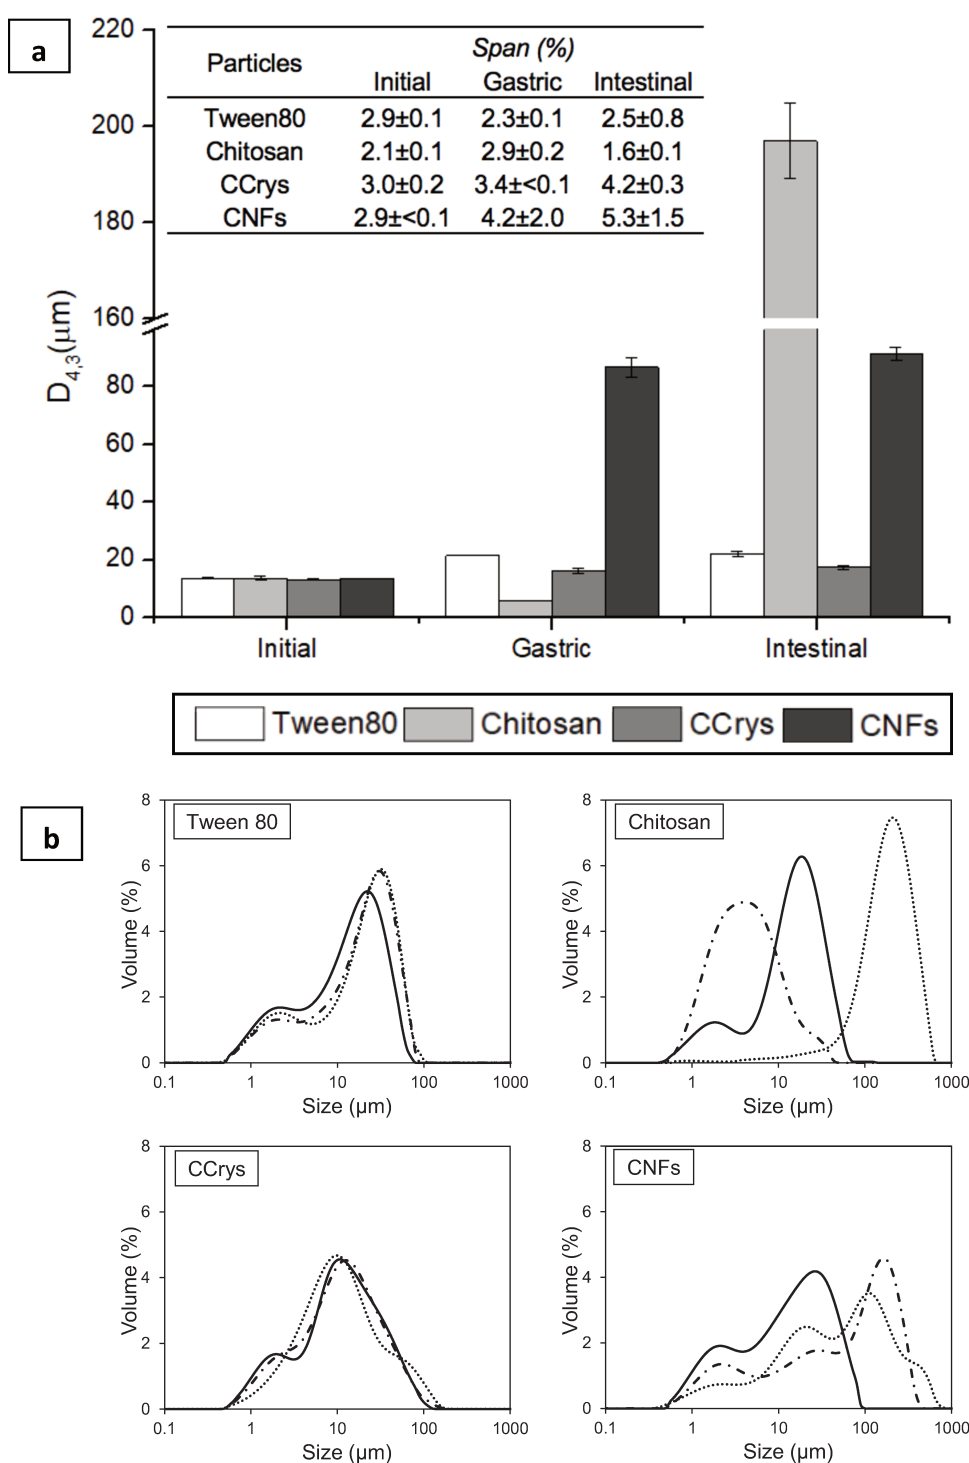 a
220
200
180
160
80
60
40
20
0
D4,3(μm)
Particles
Span (%)
Initial Gastric Intestinal
Tween80 2.9±0.1 2.3±0.1 2.5±0.8
Chitosan 2.1±0.1 2.9±0.2 1.6±0.1
CCrys 3.0±0.2 3.4±<0.1 4.2±0.3
CNFs 2.9±<0.1 4.2±2.0 5.3±1.5
Initial Gastric Intestinal
Tween80 Chitosan CCrys CNFs
b
Tween 80
8
6
4
2
0
Volume (%)
0.1 1 10 100 1000
Size (µm)
Chitosan
8
6
4
2
0
Volume (%)
0.1 1 10 100 1000
Size (µm)
CCrys
8
6
4
2
0
Volume (%)
0.1 1 10 100 1000
Size (µm)
CNFs
8
6
4
2
0
Volume (%)
0.1 1 10 100 1000
Size (µm)